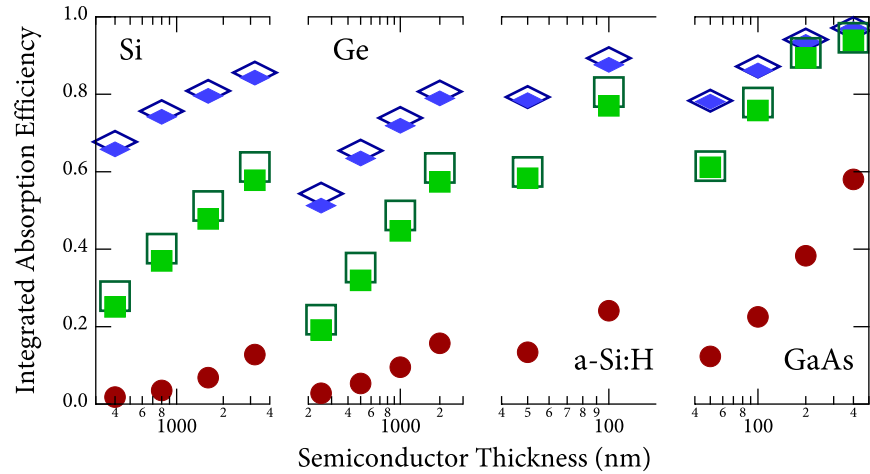 Integrated Absorption Efficiency
1.0
0.8
0.6
0.4
0.2
0.0
Si
Ge
a-Si:H
GaAs
4 6 8 1000 2 4
2 4 6 8 1000 2
4 5 6 7 8 9 100
4 6 8 100 2 4
Semiconductor Thickness (nm)